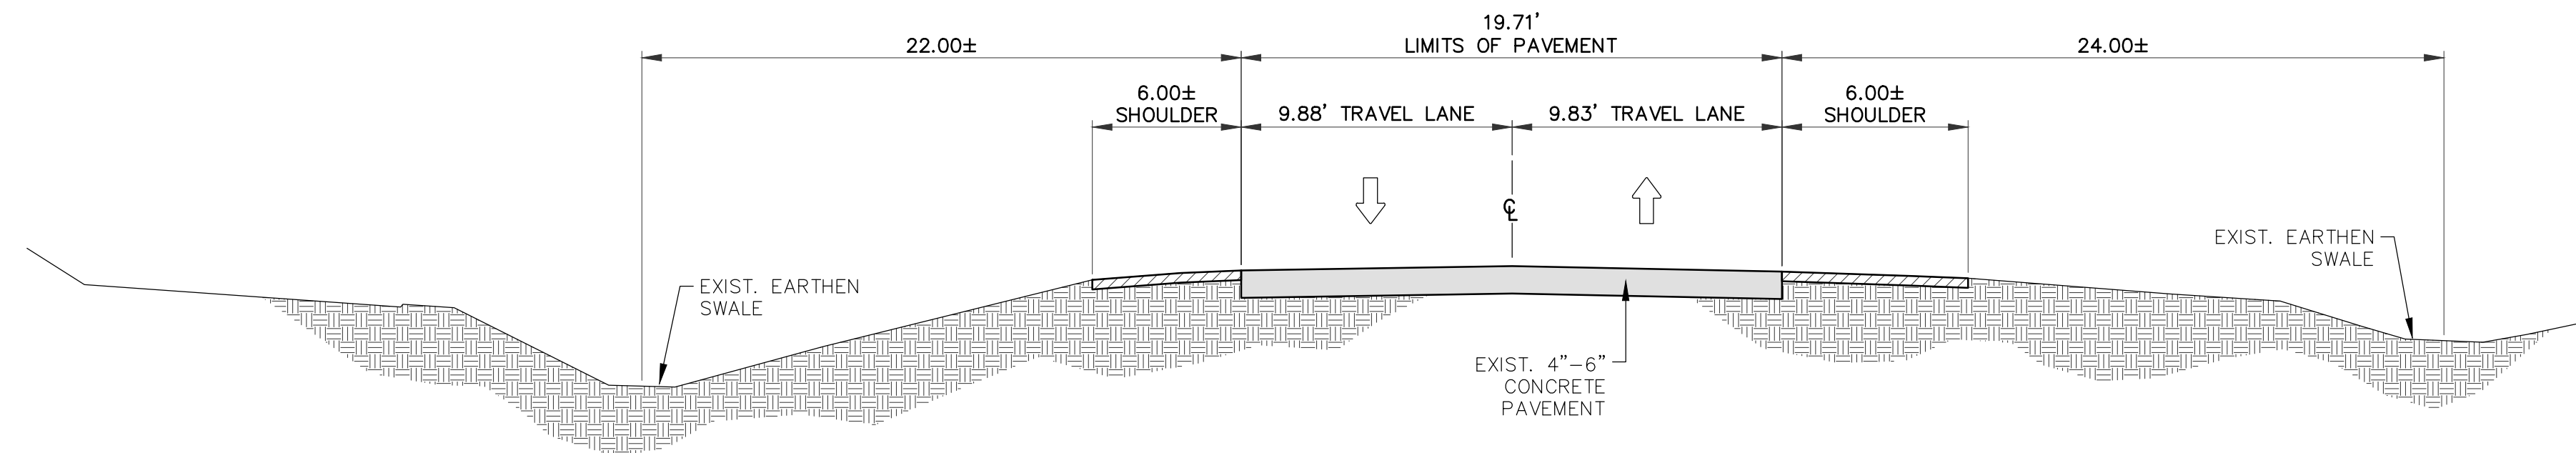 19.71'
22.00±
LIMITS OF PAVEMENT
24.00±
6.00±
SHOULDER
9.88' TRAVEL LANE
9.83' TRAVEL LANE
6.00±
SHOULDER
℄
EXIST. EARTHEN
SWALE
EXIST. EARTHEN
SWALE
EXIST. 4"-6"
CONCRETE
PAVEMENT